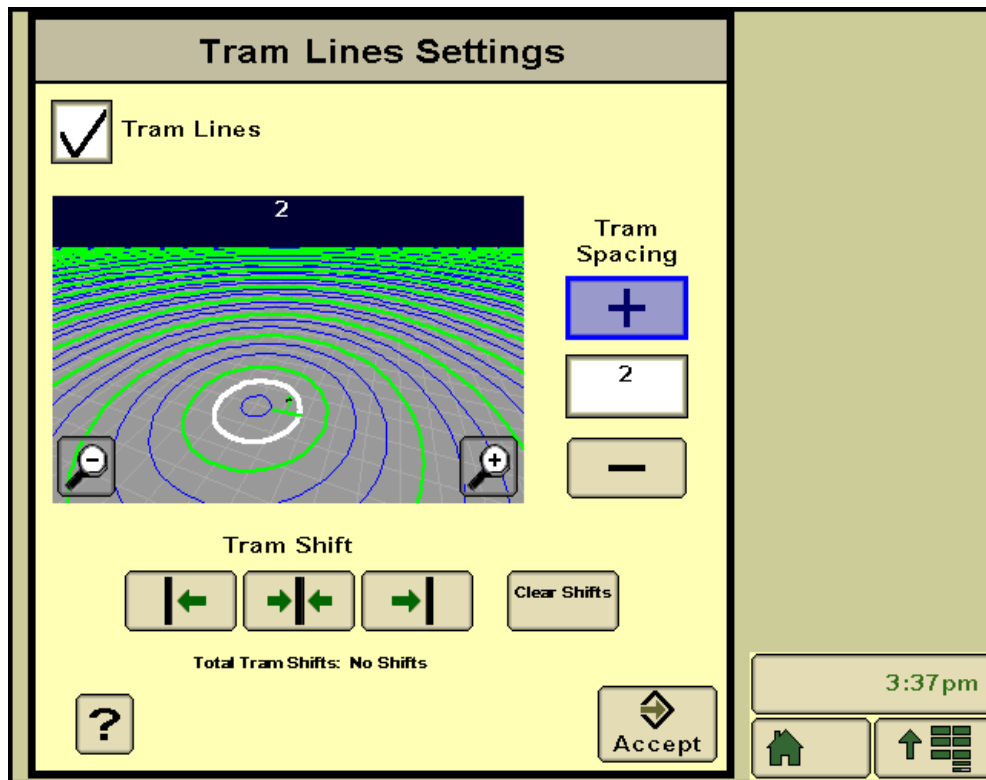 Tram Lines Settings
Tram Lines
2
Tram
Spacing
+
2
−
Tram Shift
Clear Shifts
Total Tram Shifts: No Shifts
?
Accept
3:37pm